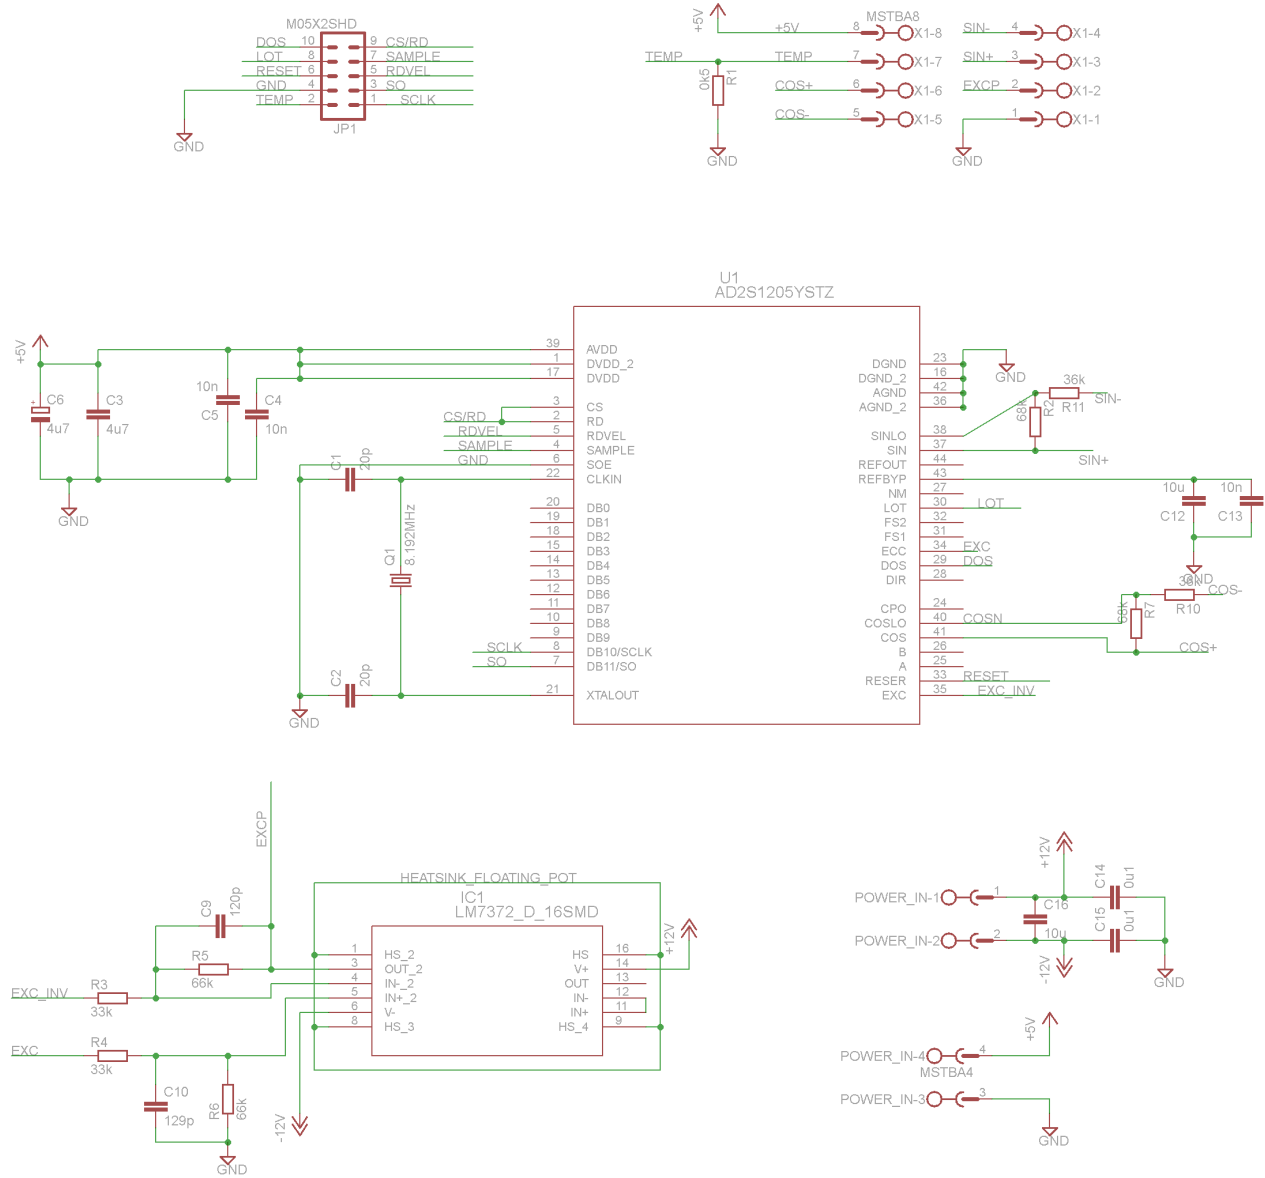 M05X2SHD
DOS 10 9 CS/RD
LOT 8 7 SAMPLE
RESET 6 5 RDVEL
GND 4 3 SO
TEMP 2 1 SCLK
JP1
GND
+5V
MSTBA8
+5V 8 X1-8
TEMP TEMP 7 X1-7
COS+ 6 X1-6
COS- 5 X1-5
0k5
R1
GND
SIN- 4 X1-4
SIN+ 3 X1-3
EXCP 2 X1-2
1 X1-1
GND
U1
AD2S1205YSTZ
39 AVDD
1 DVDD_2
17 DVDD
3 CS
CS/RD 2 RD
RDVEL 5 RDVEL
SAMPLE 4 SAMPLE
GND 6 SOE
22 CLKIN
20 DB0
19 DB1
18 DB2
15 DB3
14 DB4
13 DB5
12 DB6
11 DB7
10 DB8
9 DB9
SCLK 8 DB10/SCLK
SO 7 DB11/SO
21 XTALOUT
DGND 23
DGND_2 16
AGND 42
AGND_2 36
SINLO 38
SIN 37
REFOUT 44
REFBYP 43
NM 27
LOT 30 LOT
FS2 32
FS1 31
ECC 34 EXC
DOS 29 DOS
DIR 28
CPO 24
COSLO 40 COSN
COS 41
B 26
A 25
RESER 33 RESET
EXC 35 EXC_INV
+5V
+
C6
4u7
C3
4u7
10n
C5
C4
10n
GND
C1
20p
Q1
8.192MHz
C2
20p
GND
GND
36k
R11
SIN-
68k
R2
SIN+
10u
C12
10n
C13
GND
36k
R10
COS-
68k
R7
COS+
EXCP
C9
120p
R5
66k
EXC_INV
R3
33k
EXC
R4
33k
C10
129p
R6
66k
GND
HEATSINK_FLOATING_POT
IC1
LM7372_D_16SMD
1 HS_2 HS 16
3 OUT_2 V+ 14
4 IN-_2 OUT 13
5 IN+_2 IN- 12
6 V- IN+ 11
8 HS_3 HS_4 9
+12V
-12V
+12V
POWER_IN-1 1
POWER_IN-2 2
C16
10u
C14
0u1
C15
0u1
-12V
GND
+5V
POWER_IN-4 4
MSTBA4
POWER_IN-3 3
GND